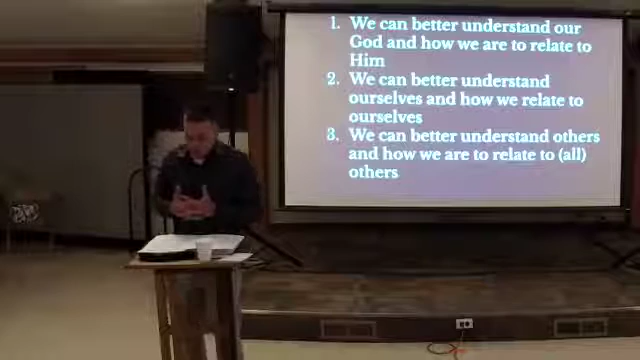 1. We can better understand our
God and how we are to relate to
Him
2. We can better understand
ourselves and how we relate to
ourselves
3. We can better understand others
and how we are to relate to (all)
others